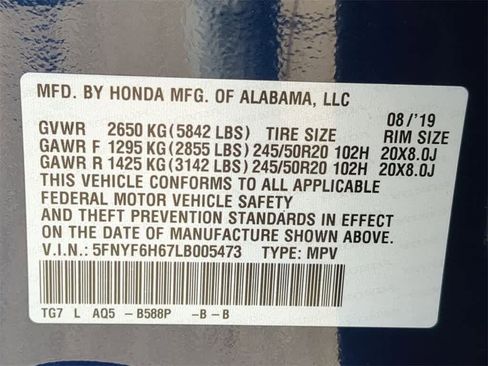 MFD. BY HONDA MFG. OF ALABAMA, LLC
08/'19
GVWR 2650 KG(5842 LBS) TIRE SIZE RIM SIZE
GAWR F 1295 KG(2855 LBS)245/50R20 102H 20X8.0J
GAWR R 1425 KG(3142 LBS)245/50R20 102H 20X8.0J
THIS VEHICLE CONFORMS TO ALL APPLICABLE
FEDERAL MOTOR VEHICLE SAFETY
AND THEFT PREVENTION STANDARDS IN EFFECT
ON THE DATE OF MANUFACTURE SHOWN ABOVE.
V.I.N.: 5FNYF6H67LB005473 TYPE: MPV
TG7 L AQ5 - B588P -B - B